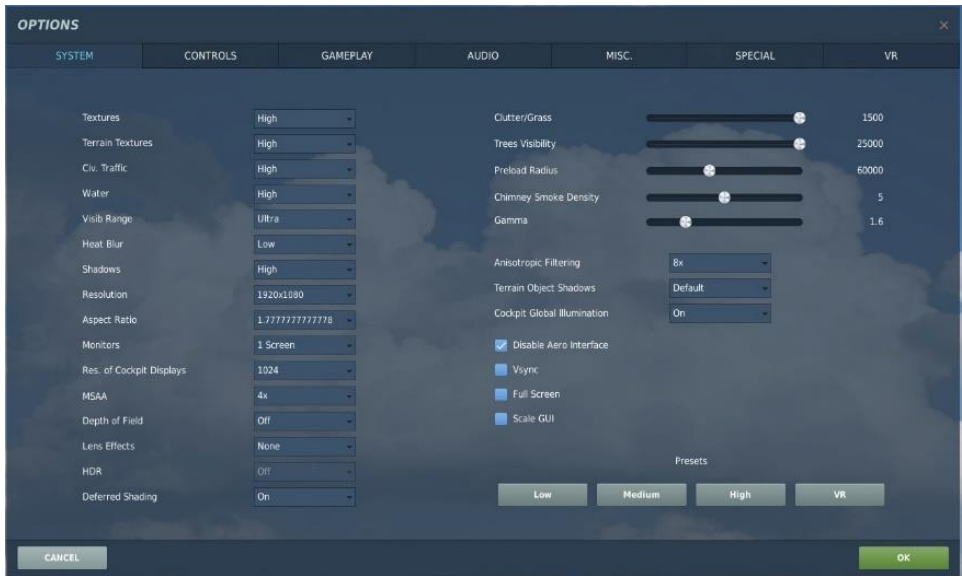 OPTIONS
SYSTEM CONTROLS GAMEPLAY AUDIO MISC. SPECIAL VR
Textures High
Terrain Textures High
Civ. Traffic High
Water High
Visib Range Ultra
Heat Blur Low
Shadows High
Resolution 1920x1080
Aspect Ratio 1.7777777777778
Monitors 1 Screen
Res. of Cockpit Displays 1024
MSAA 4x
Depth of Field Off
Lens Effects None
HDR Off
Deferred Shading On
Clutter/Grass 1500
Trees Visibility 25000
Preload Radius 60000
Chimney Smoke Density 5
Gamma 1.6
Anisotropic Filtering 8x
Terrain Object Shadows Default
Cockpit Global Illumination On
Disable Aero Interface
Vsync
Full Screen
Scale GUI
Presets
Low Medium High VR
CANCEL OK